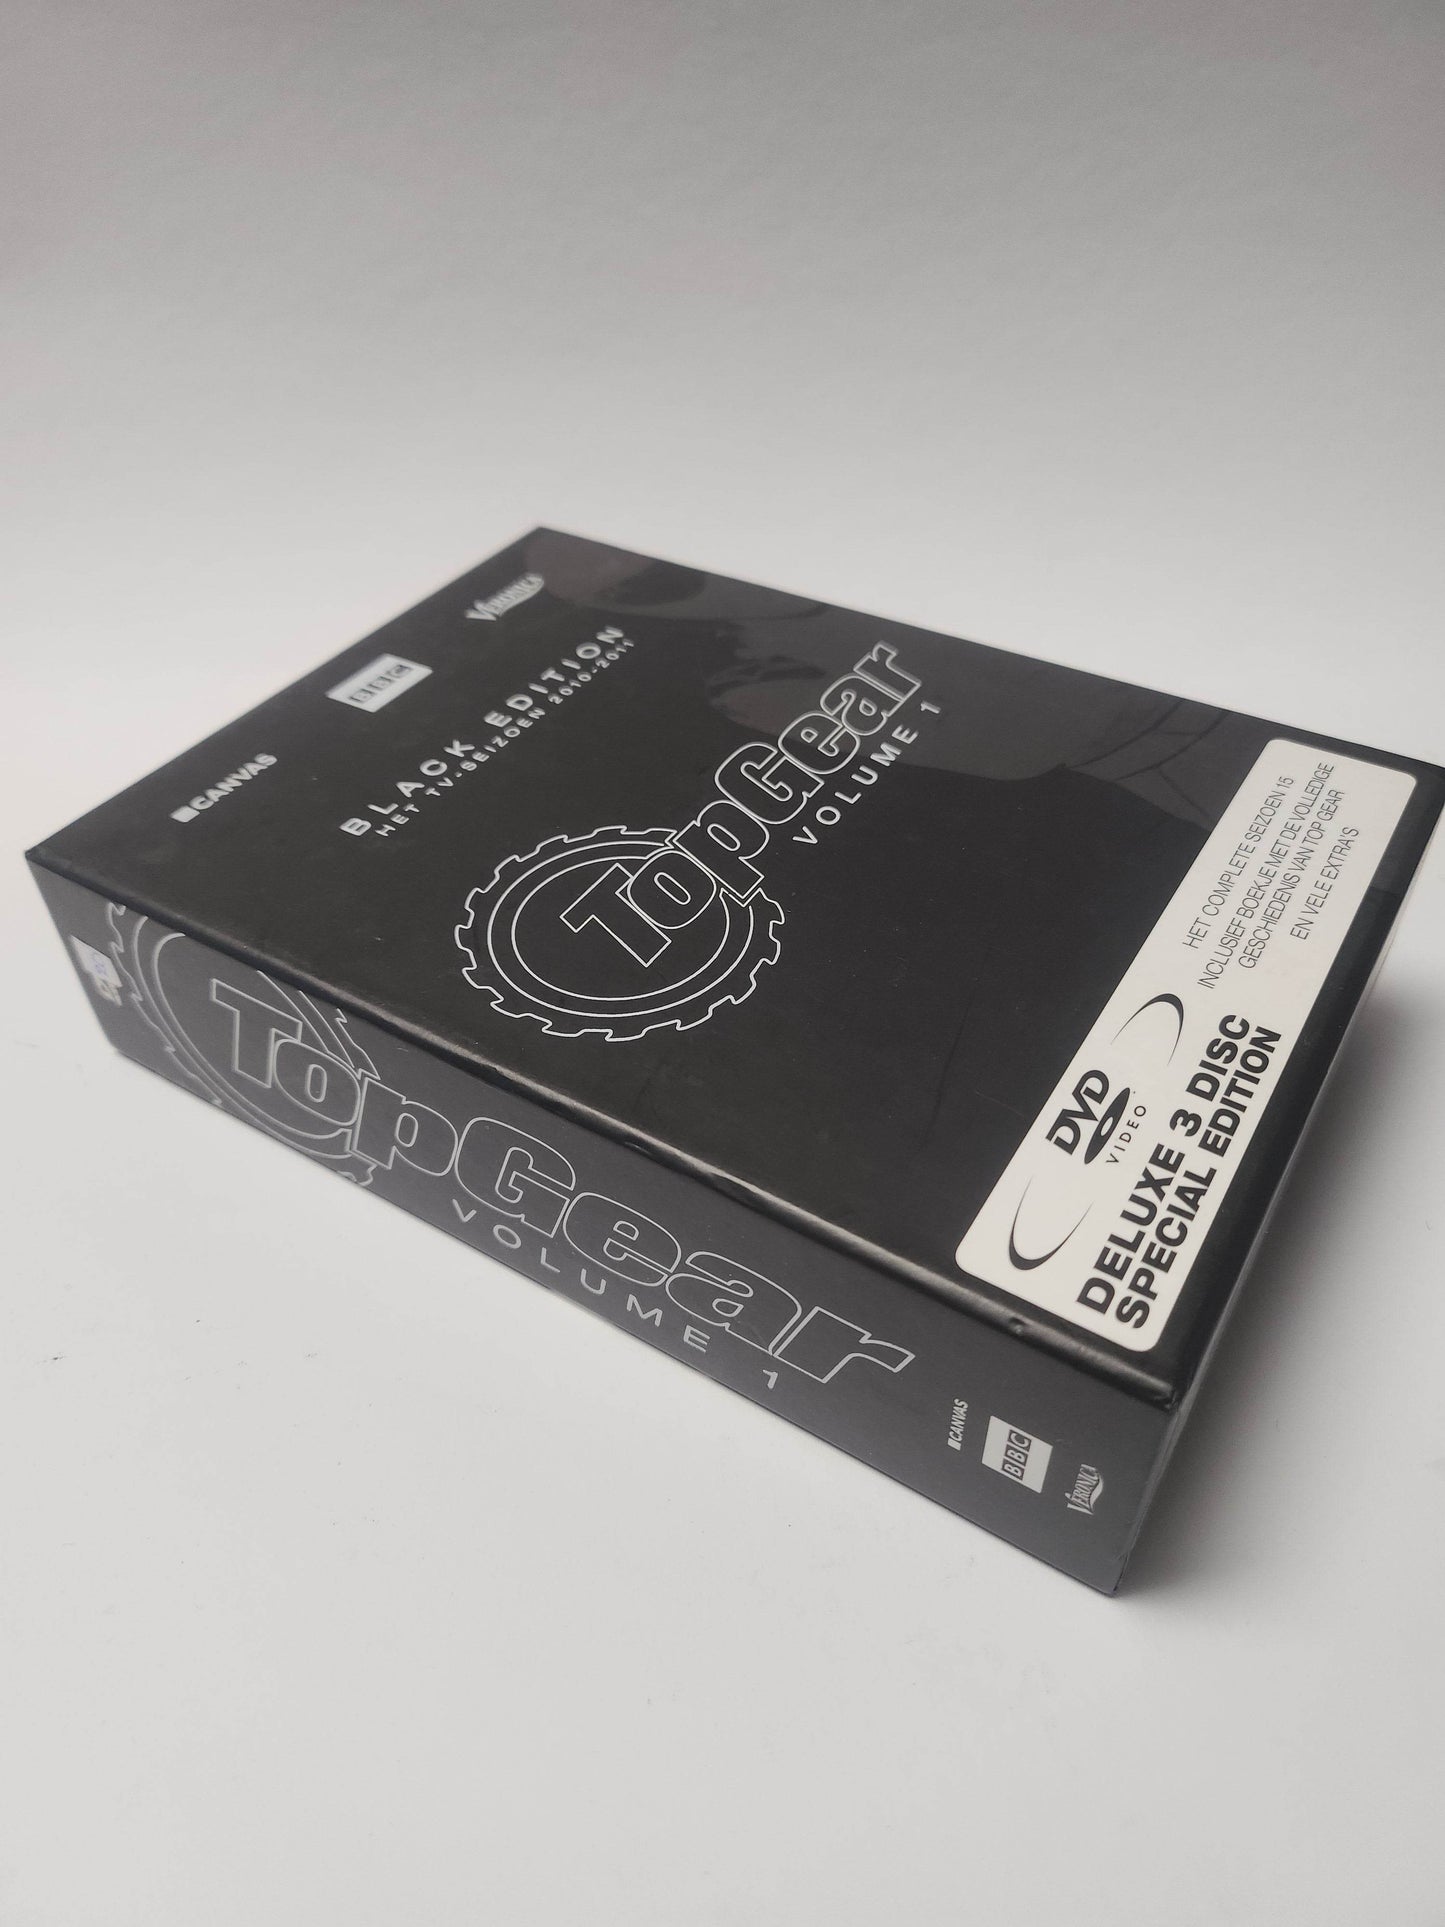 CANVAS
BBC
VERONICA
BLACK EDITION
HET TV-SEIZOEN 2010-2011
TopGear
VOLUME 1
DVD
VIDEO
DELUXE 3 DISC
SPECIAL EDITION
HET COMPLETE SEIZOEN 15
INCLUSIEF BOEKJE MET DE VOLLEDIGE
GESCHIEDENIS VAN TOP GEAR
EN VELE EXTRA'S
TopGear
VOLUME 1
CANVAS
BBC
VERONICA